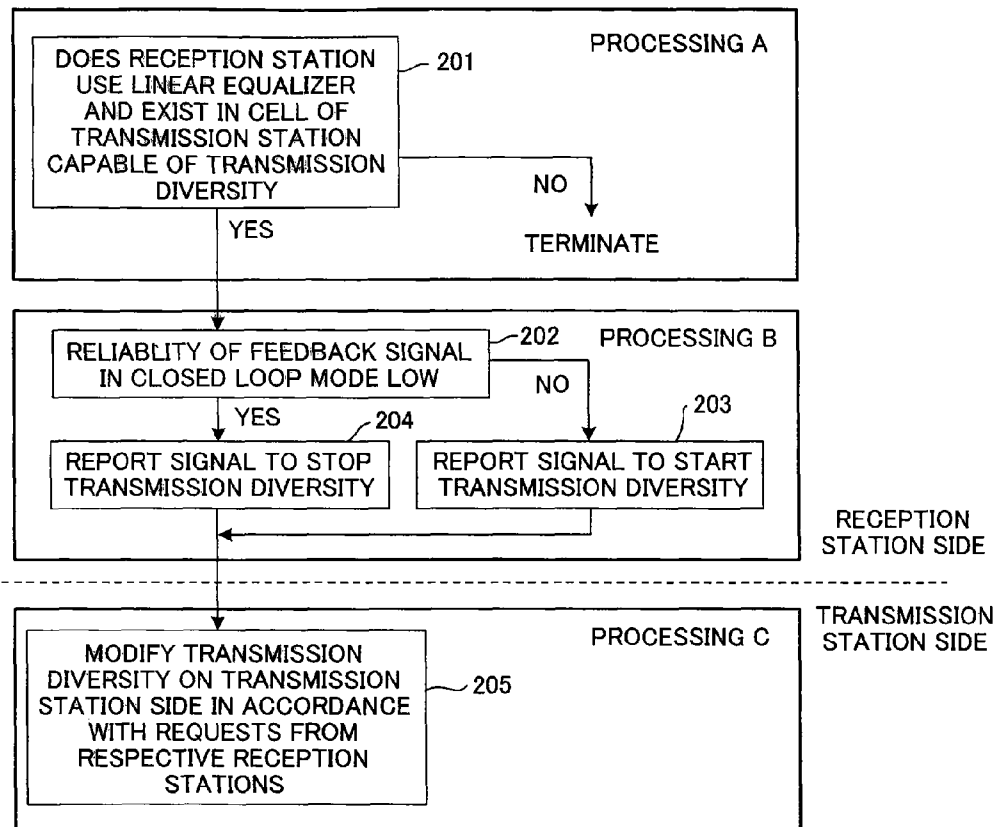 PROCESSING A
DOES RECEPTION STATION
USE LINEAR EQUALIZER
AND EXIST IN CELL OF
TRANSMISSION STATION
CAPABLE OF TRANSMISSION
DIVERSITY
201
NO
TERMINATE
YES
PROCESSING B
RELIABLITY OF FEEDBACK SIGNAL
IN CLOSED LOOP MODE LOW
202
NO
YES
204
203
REPORT SIGNAL TO STOP
TRANSMISSION DIVERSITY
REPORT SIGNAL TO START
TRANSMISSION DIVERSITY
RECEPTION
STATION SIDE
TRANSMISSION
STATION SIDE
PROCESSING C
MODIFY TRANSMISSION
DIVERSITY ON TRANSMISSION
STATION SIDE IN ACCORDANCE
WITH REQUESTS FROM
RESPECTIVE RECEPTION
STATIONS
205